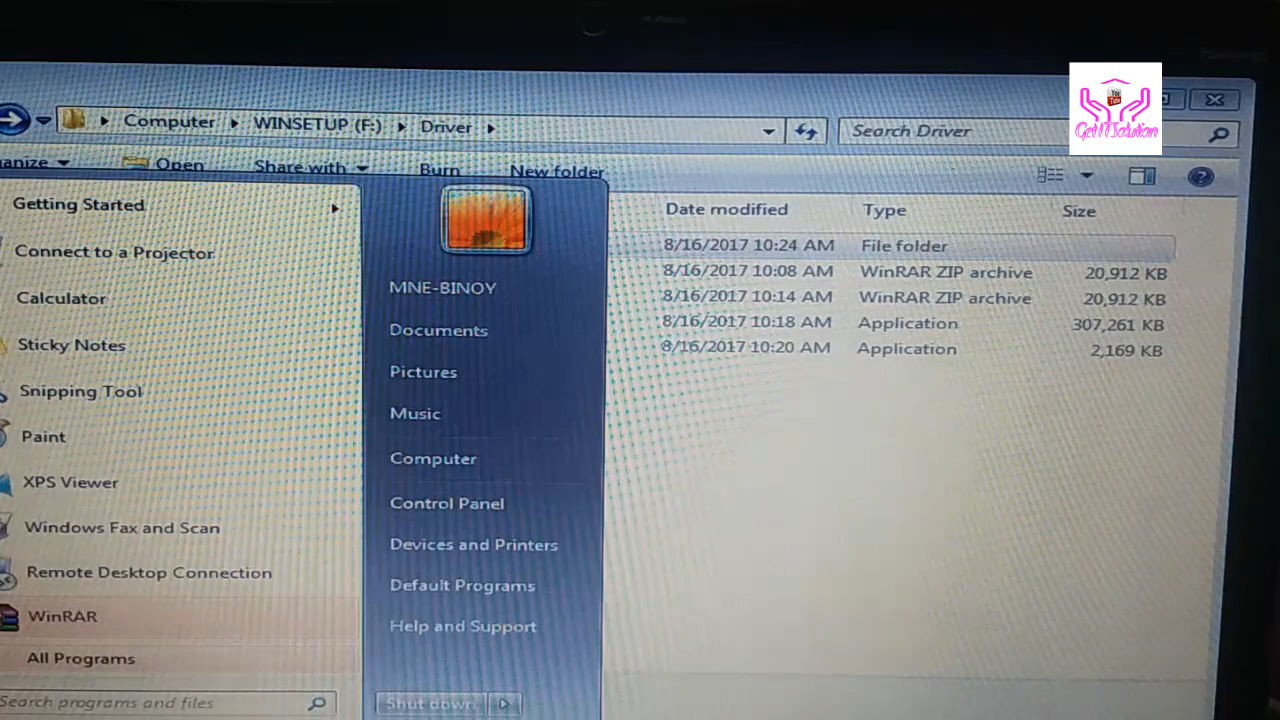 You
Tube
Get IT Solution
Computer WINSETUP (F:) Driver
Search Driver
anize Open Share with Burn New folder
Date modified Type Size
8/16/2017 10:24 AM File folder
8/16/2017 10:08 AM WinRAR ZIP archive 20,912 KB
8/16/2017 10:14 AM WinRAR ZIP archive 20,912 KB
8/16/2017 10:18 AM Application 307,261 KB
8/16/2017 10:20 AM Application 2,169 KB
Getting Started
Connect to a Projector
Calculator
Sticky Notes
Snipping Tool
Paint
XPS Viewer
Windows Fax and Scan
Remote Desktop Connection
WinRAR
All Programs
Search programs and files
MNE-BINOY
Documents
Pictures
Music
Computer
Control Panel
Devices and Printers
Default Programs
Help and Support
Shut down